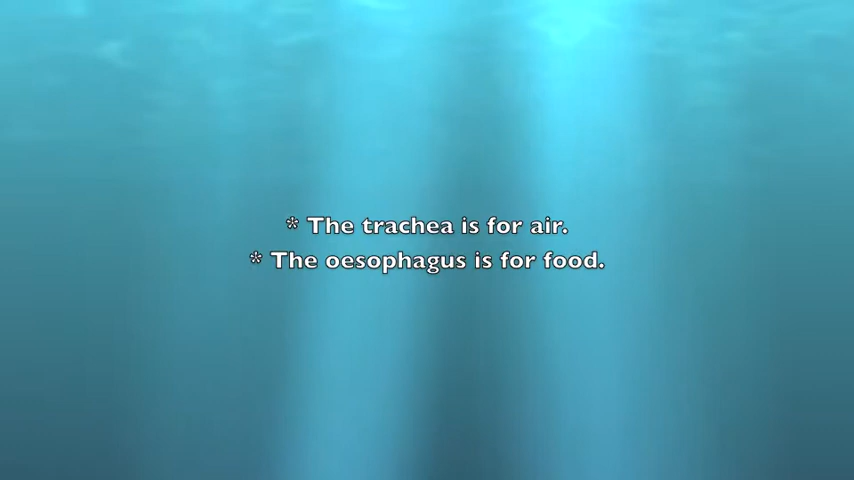 * The trachea is for air.
* The oesophagus is for food.